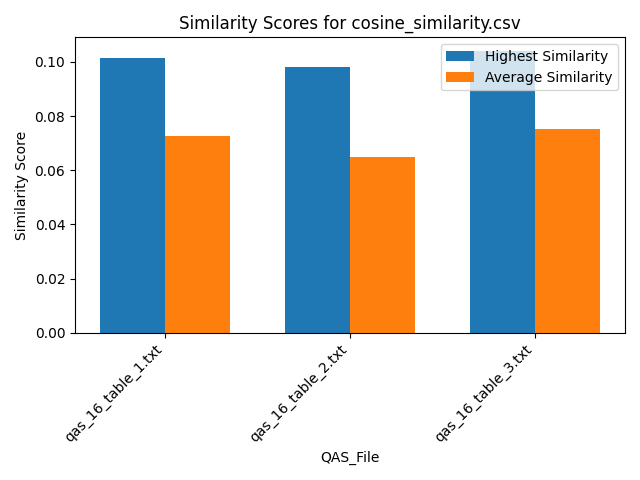 Similarity Scores for cosine_similarity.csv
Highest Similarity
Average Similarity
Similarity Score
0.10
0.08
0.06
0.04
0.02
0.00
qas_16_table_1.txt
qas_16_table_2.txt
qas_16_table_3.txt
QAS_File